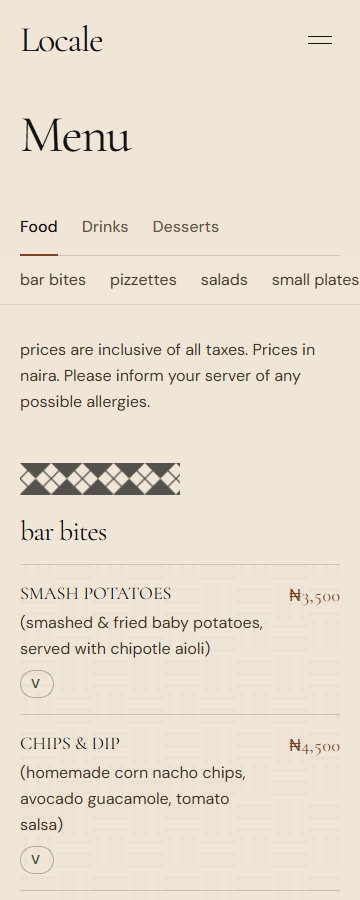 Locale
Menu
Food Drinks Desserts
bar bites pizzettes salads small plates
prices are inclusive of all taxes. Prices in
naira. Please inform your server of any
possible allergies.
bar bites
SMASH POTATOES ₦3,500
(smashed & fried baby potatoes,
served with chipotle aioli)
V
CHIPS & DIP ₦4,500
(homemade corn nacho chips,
avocado guacamole, tomato
salsa)
V